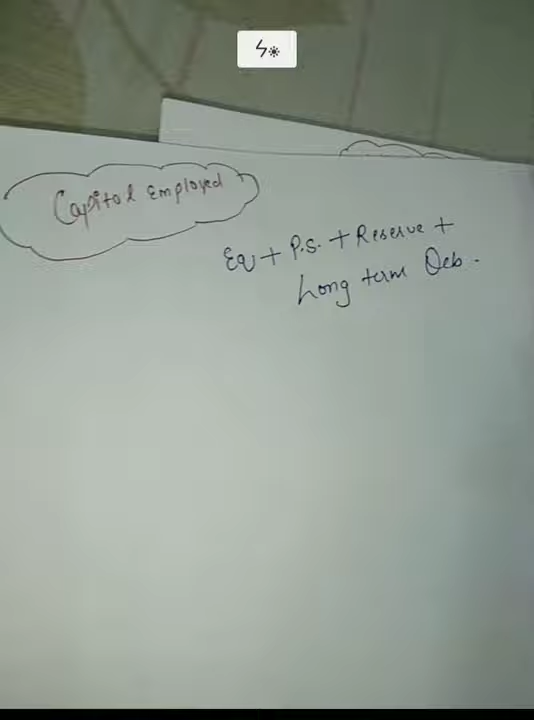 Capital Employed
Eq + P.S. + Reserve +
Long term Deb.